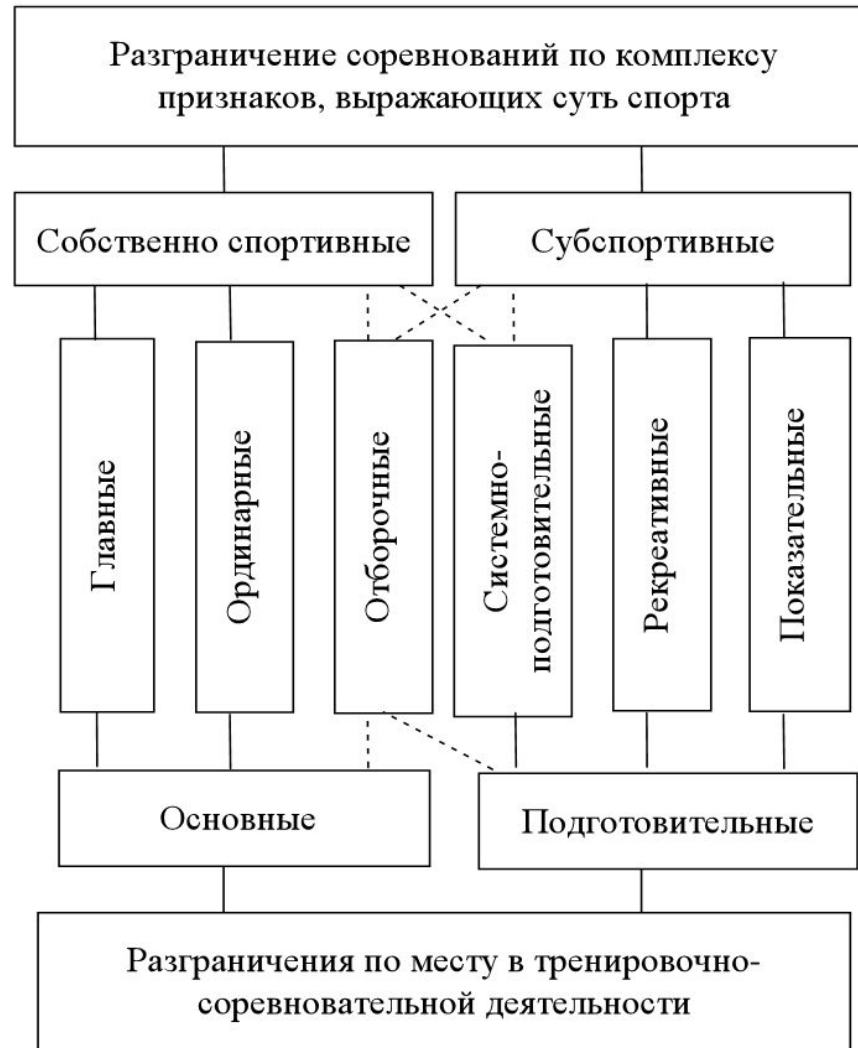 Разграничение соревнований по комплексу
признаков, выражающих суть спорта
Собственно спортивные
Субспортивные
Главные
Ординарные
Отборочные
Системно-
подготовительные
Рекреативные
Показательные
Основные
Подготовительные
Разграничения по месту в тренировочно-
соревновательной деятельности